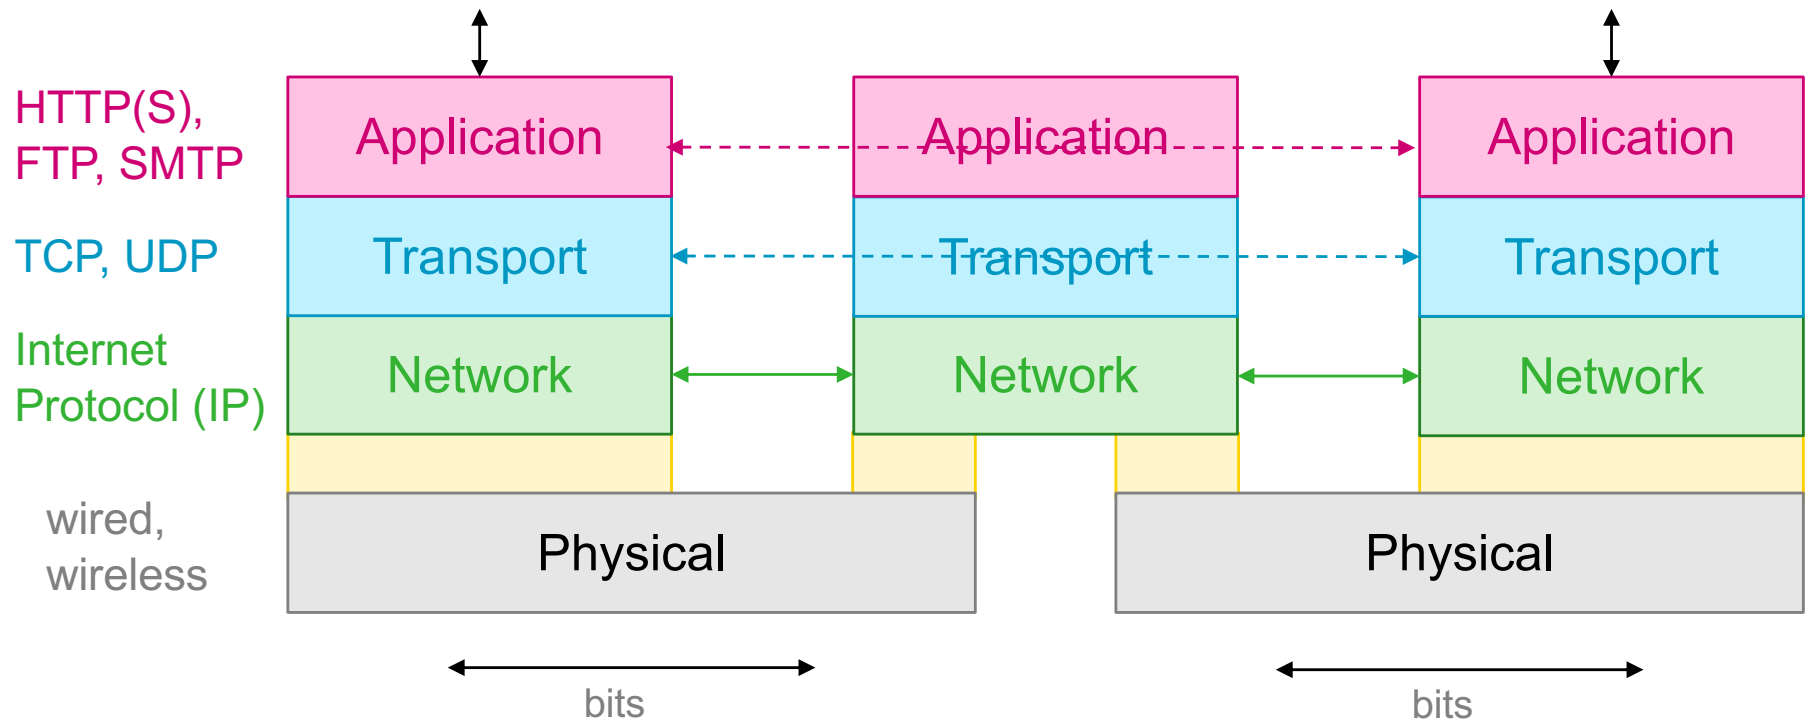 HTTP(S),
FTP, SMTP
Application
Application
Application
TCP, UDP
Transport
Transport
Transport
Internet
Protocol (IP)
Network
Network
Network
wired,
wireless
Physical
Physical
bits
bits